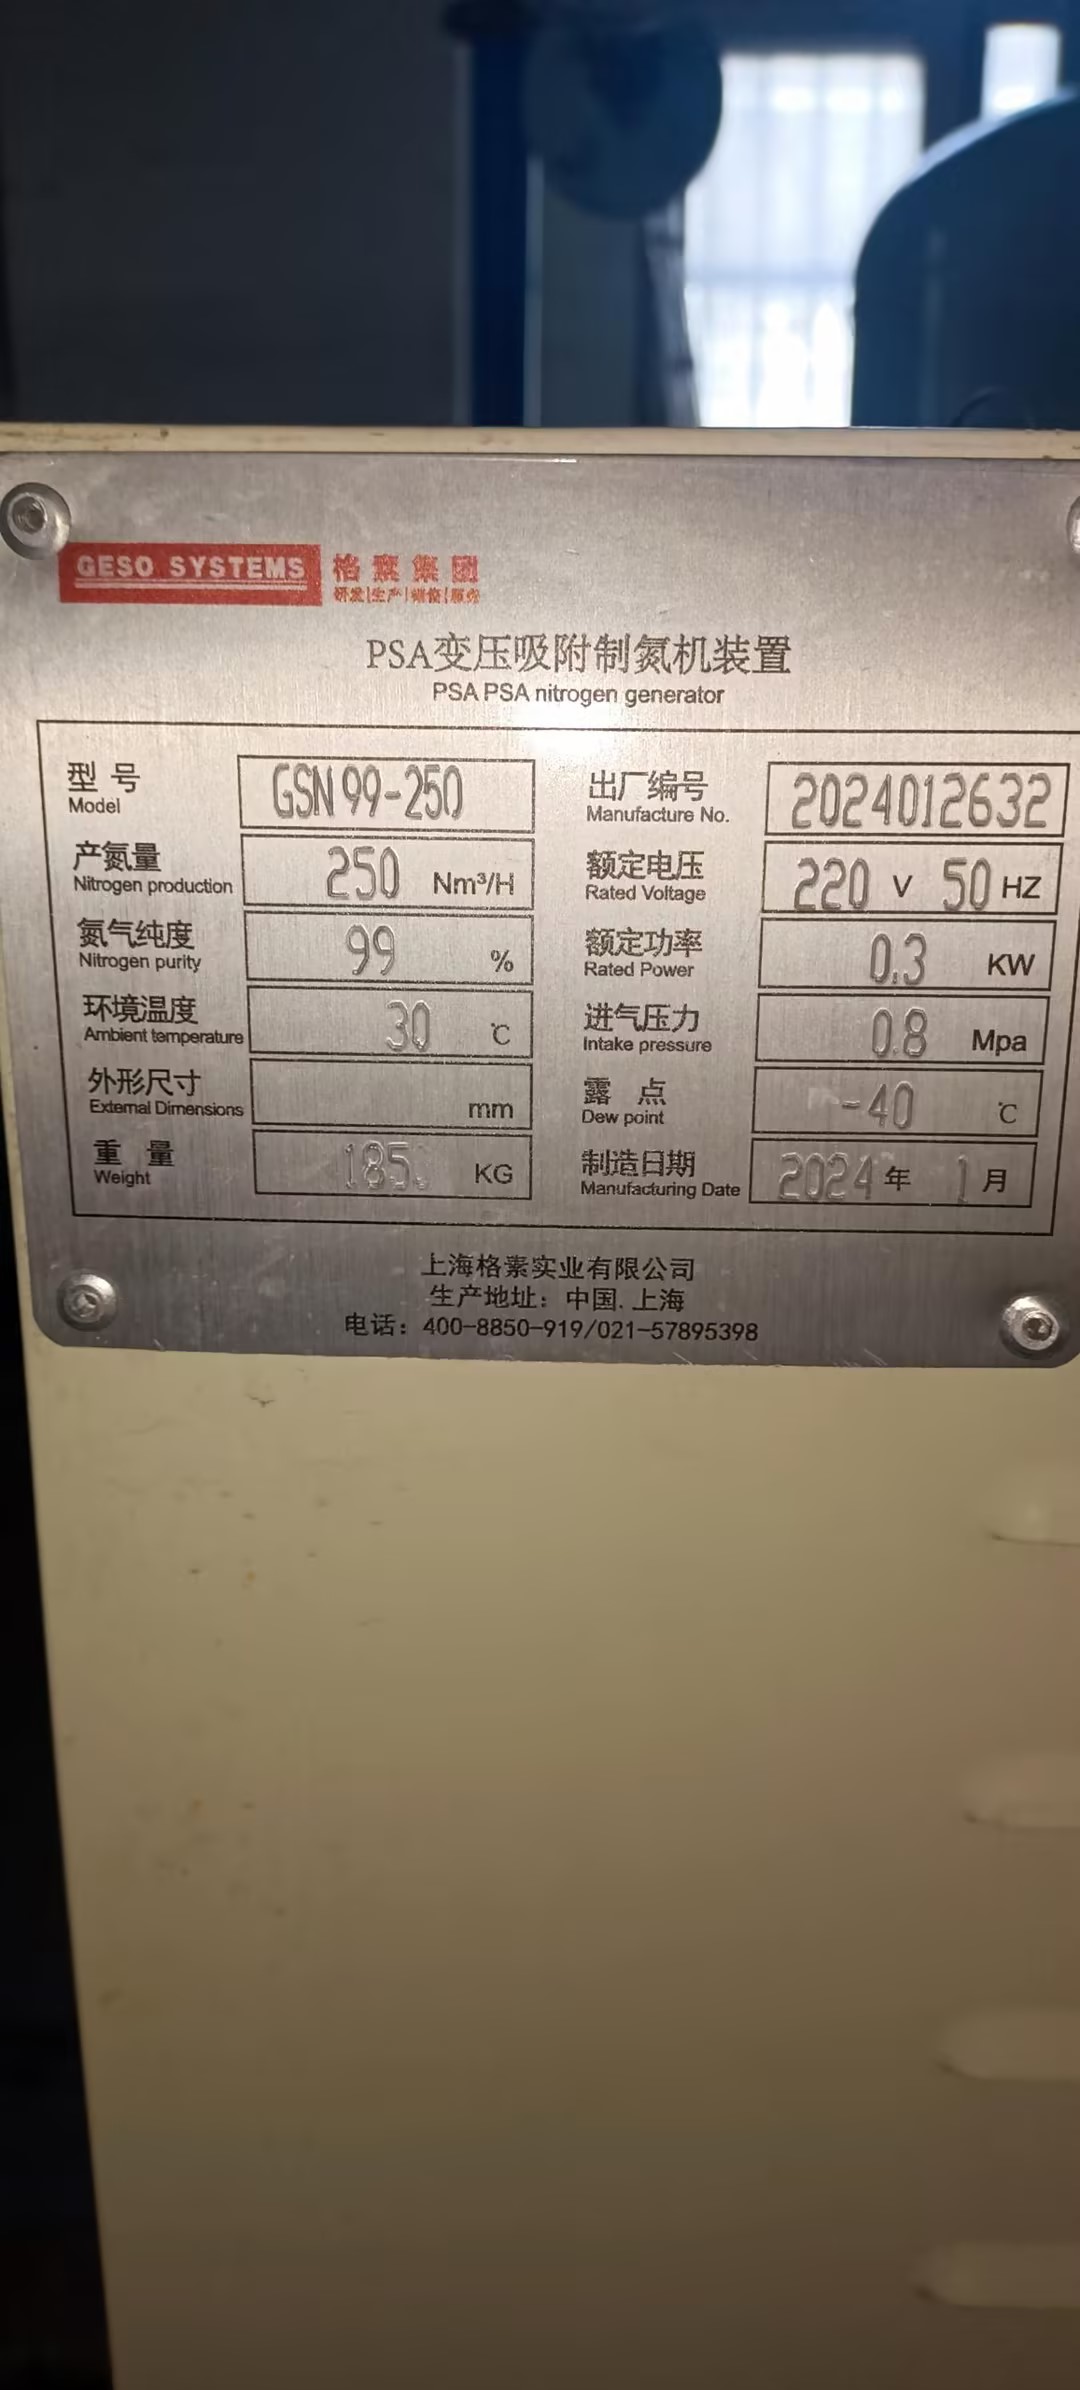 GESO SYSTEMS 格素集团
研发|生产|维修|服务
PSA变压吸附制氮机装置
PSA PSA nitrogen generator
型号 GSN99-250 出厂编号 2024012632
Model Manufacture No.
产氮量 250 Nm³/H 额定电压 220 V 50 HZ
Nitrogen production Rated Voltage
氮气纯度 99 % 额定功率 0.3 KW
Nitrogen purity Rated Power
环境温度 30 ℃ 进气压力 0.8 Mpa
Ambient temperature Intake pressure
外形尺寸 mm 露点 -40 ℃
External Dimensions Dew point
重量 KG 制造日期 2024 年 1 月
Weight Manufacturing Date
上海格素实业有限公司
生产地址：中国.上海
电话：400-8850-919/021-57895398